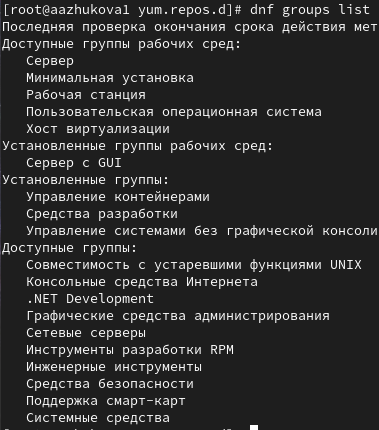 [root@aazhukova1 yum.repos.d]# dnf groups list
Последняя проверка окончания срока действия мет
Доступные группы рабочих сред:
Сервер
Минимальная установка
Рабочая станция
Пользовательская операционная система
Хост виртуализации
Установленные группы рабочих сред:
Сервер с GUI
Установленные группы:
Управление контейнерами
Средства разработки
Управление системами без графической консоли
Доступные группы:
Совместимость с устаревшими функциями UNIX
Консольные средства Интернета
.NET Development
Графические средства администрирования
Сетевые серверы
Инструменты разработки RPM
Инженерные инструменты
Средства безопасности
Поддержка смарт-карт
Системные средства